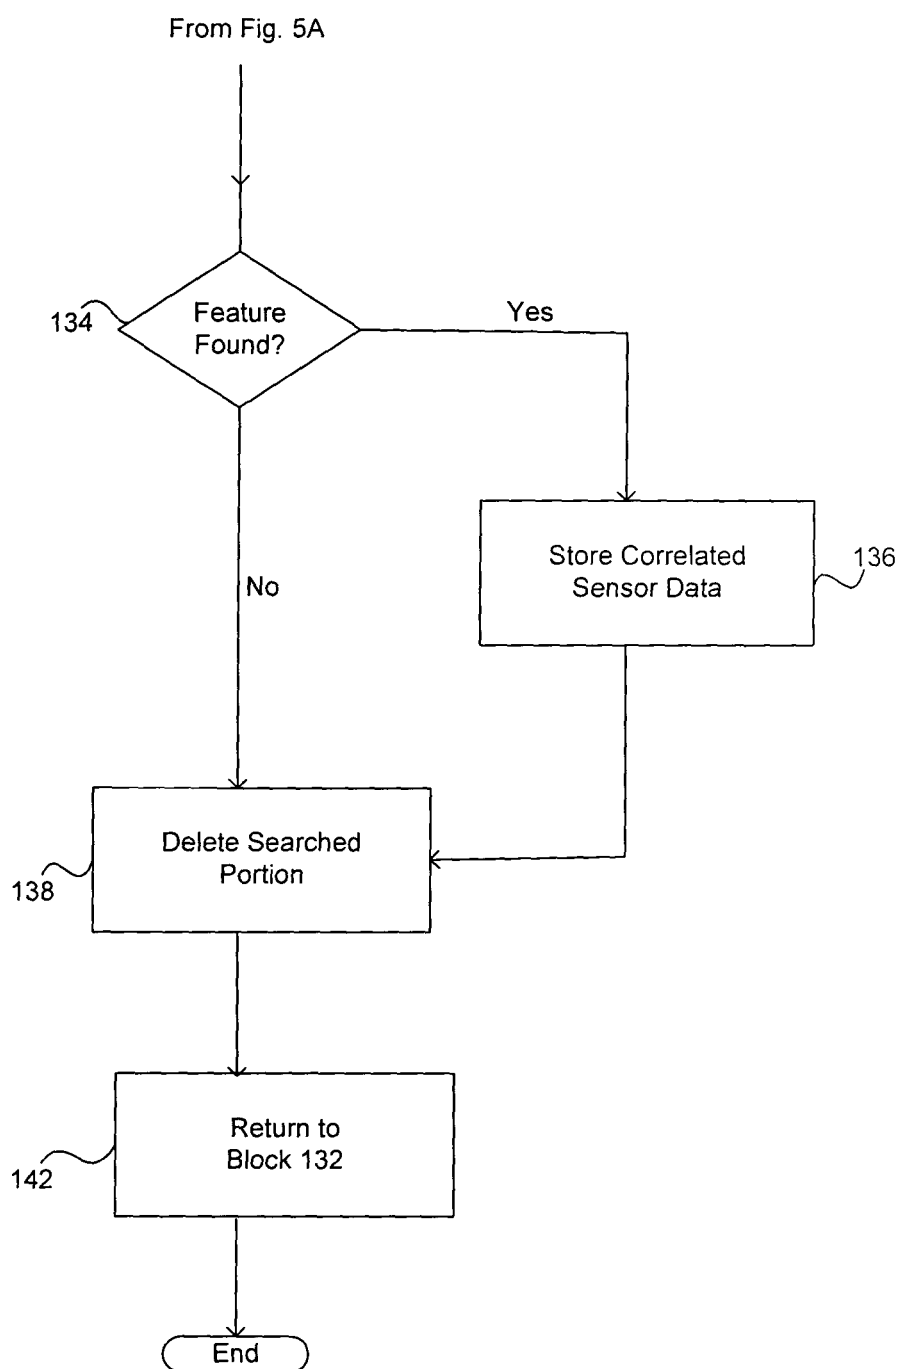 From Fig. 5A
134
Feature
Found?
Yes
Store Correlated
Sensor Data
136
No
Delete Searched
Portion
138
Return to
Block 132
142
End